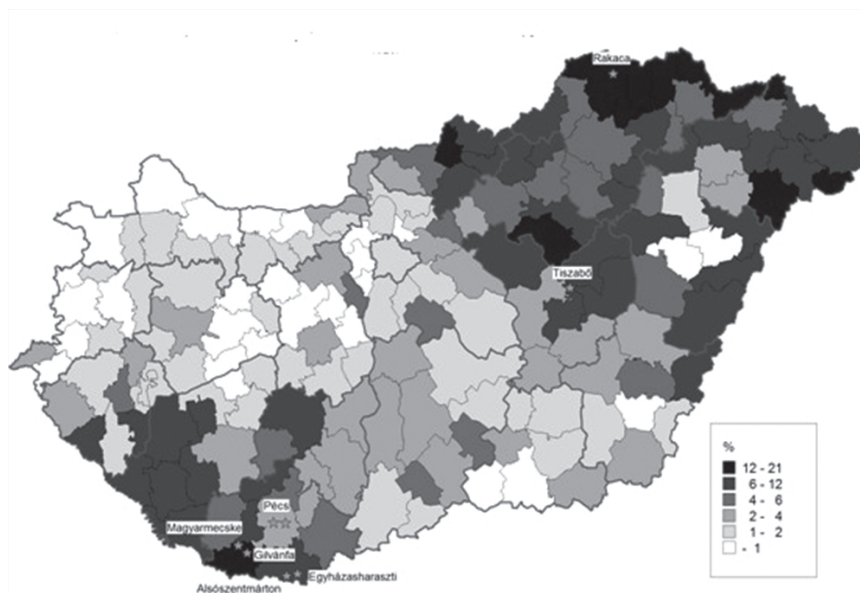 Rakaca
Tiszabő
Pécs
Magyarmecske
Gilvánfa
Egyházasharaszti
Alsószentmárton
%
12 - 21
6 - 12
4 - 6
2 - 4
1 - 2
- 1